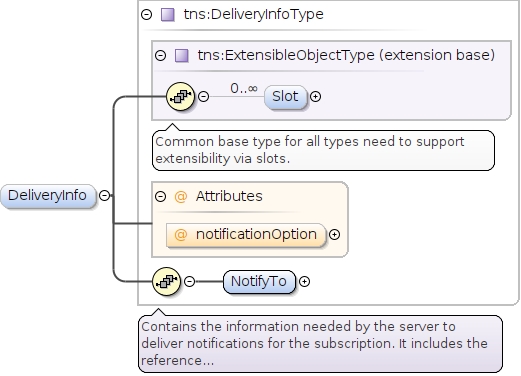 tns:DeliveryInfoType
tns:ExtensibleObjectType (extension base)
0..∞
Slot
Common base type for all types need to support
extensibility via slots.
DeliveryInfo
@ Attributes
@ notificationOption
NotifyTo
Contains the information needed by the server to
deliver notifications for the subscription. It includes the
reference...